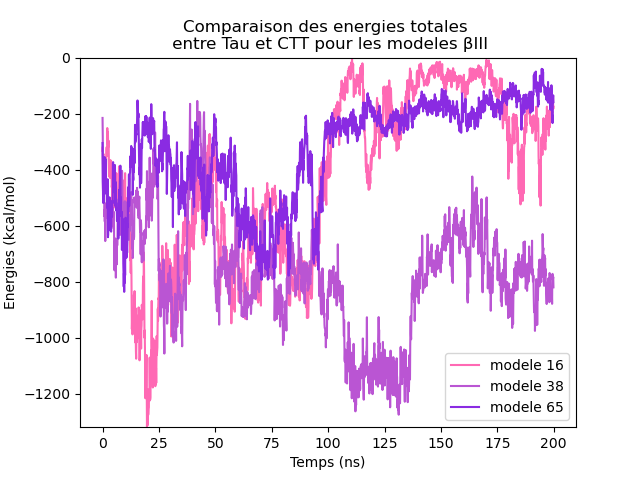 Comparaison des energies totales
entre Tau et CTT pour les modeles βIII
Energies (kcal/mol)
0
−200
−400
−600
−800
−1000
−1200
0
25
50
75
100
125
150
175
200
Temps (ns)
modele 16
modele 38
modele 65